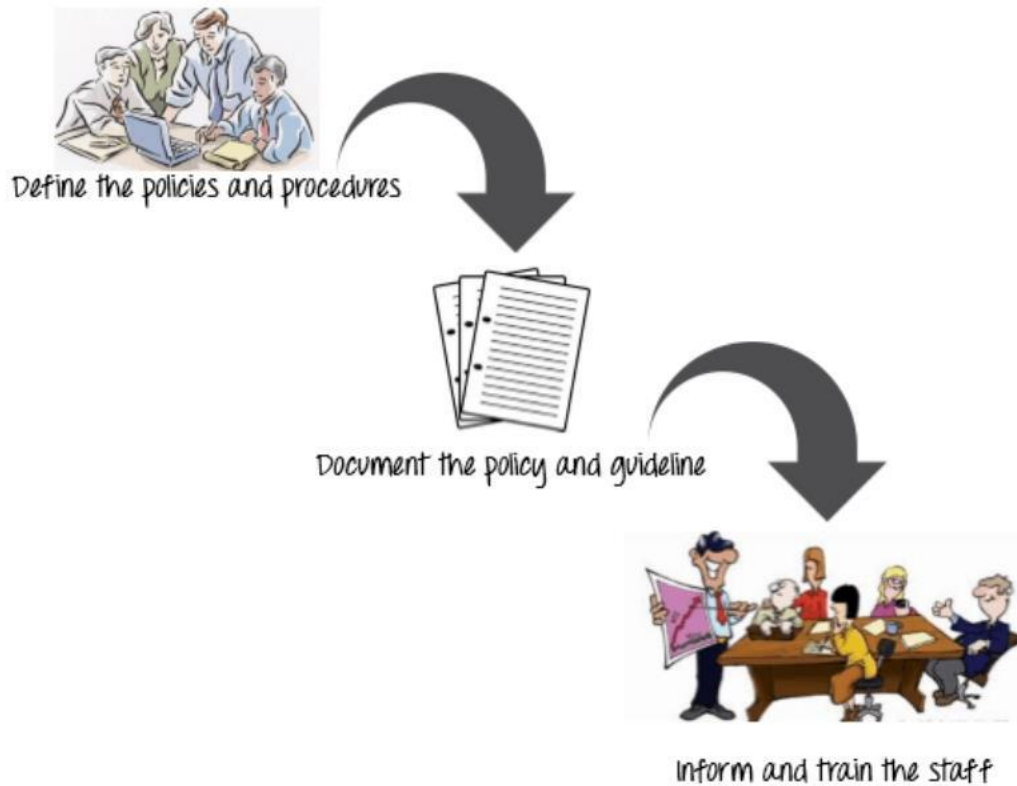 Define the policies and procedures
Document the policy and guideline
Inform and train the staff